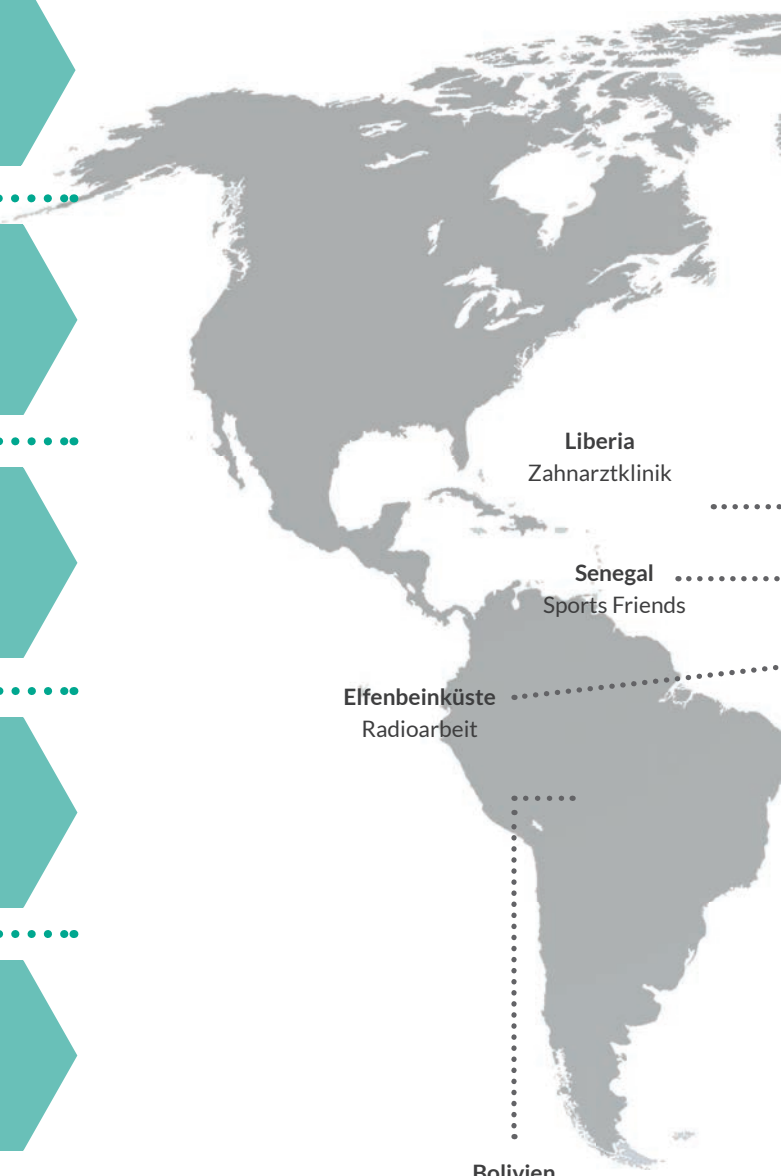 Liberia
Zahnarztklinik
Senegal
Sports Friends
Elfenbeinküste
Radioarbeit
Bolivien